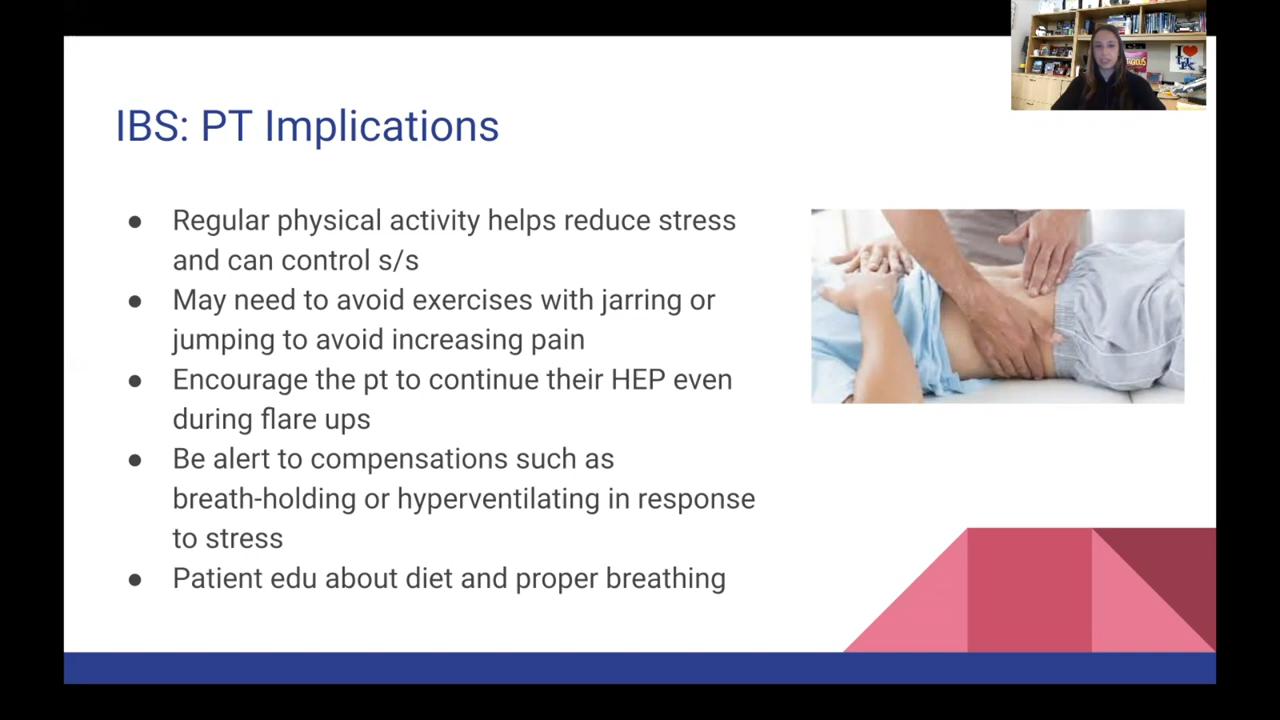 IBS: PT Implications
● Regular physical activity helps reduce stress
and can control s/s
● May need to avoid exercises with jarring or
jumping to avoid increasing pain
● Encourage the pt to continue their HEP even
during flare ups
● Be alert to compensations such as
breath-holding or hyperventilating in response
to stress
● Patient edu about diet and proper breathing
I
UK